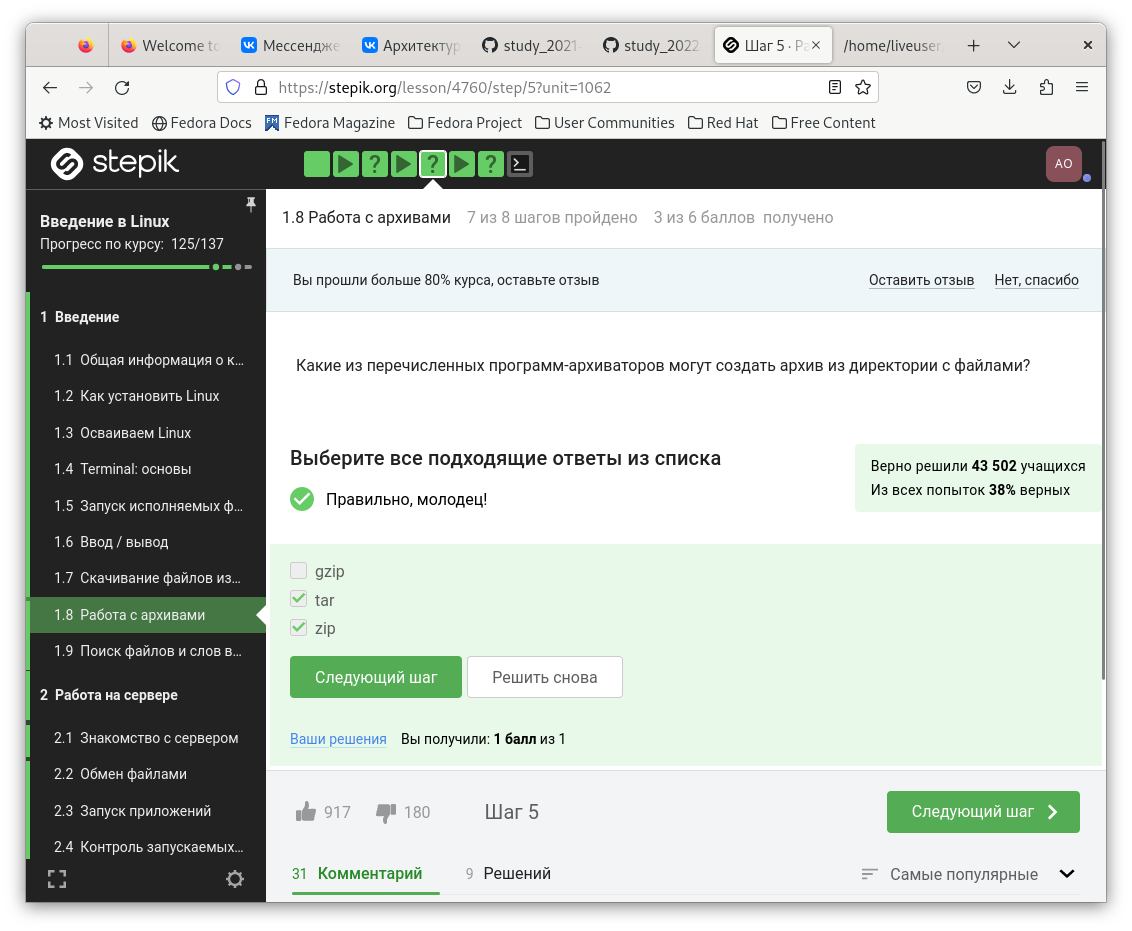 Welcome to
Мессендже
Архитектур
study_2021-
study_2022
Шаг 5 · Ра
/home/liveuser
https://stepik.org/lesson/4760/step/5?unit=1062
Most Visited
Fedora Docs
Fedora Magazine
Fedora Project
User Communities
Red Hat
Free Content
stepik
AO
Введение в Linux
Прогресс по курсу: 125/137
1 Введение
1.1 Общая информация о к...
1.2 Как установить Linux
1.3 Осваиваем Linux
1.4 Terminal: основы
1.5 Запуск исполняемых ф...
1.6 Ввод / вывод
1.7 Скачивание файлов из...
1.8 Работа с архивами
1.9 Поиск файлов и слов в...
2 Работа на сервере
2.1 Знакомство с сервером
2.2 Обмен файлами
2.3 Запуск приложений
2.4 Контроль запускаемых...
1.8 Работа с архивами 7 из 8 шагов пройдено 3 из 6 баллов получено
Вы прошли больше 80% курса, оставьте отзыв
Оставить отзыв
Нет, спасибо
Какие из перечисленных программ-архиваторов могут создать архив из директории с файлами?
Выберите все подходящие ответы из списка
Правильно, молодец!
Верно решили 43 502 учащихся
Из всех попыток 38% верных
gzip
tar
zip
Следующий шаг
Решить снова
Ваши решения Вы получили: 1 балл из 1
917
180
Шаг 5
Следующий шаг
31 Комментарий
9 Решений
Самые популярные